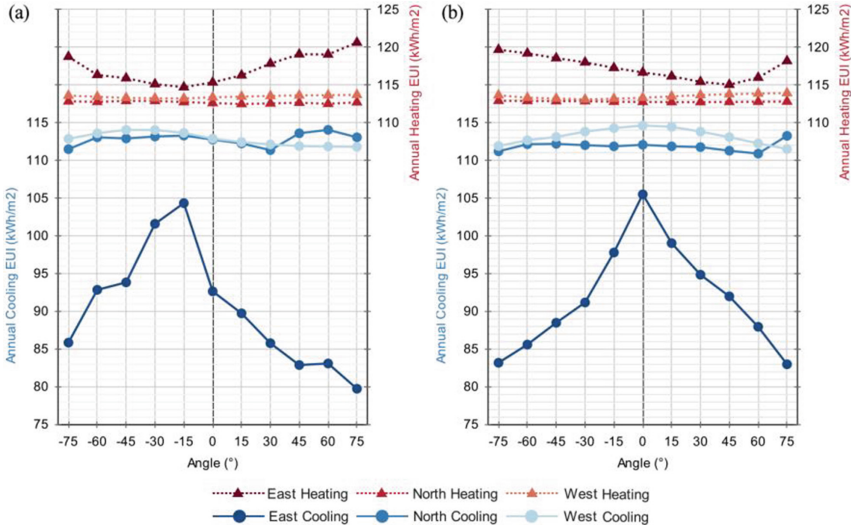 (a)
(b)
125
120
115
110
Annual Heating EUI (kWh/m2)
115
110
105
100
95
90
85
80
75
Annual Cooling EUI (kWh/m2)
-75 -60 -45 -30 -15 0 15 30 45 60 75
Angle (°)
125
120
115
110
Annual Heating EUI (kWh/m2)
115
110
105
100
95
90
85
80
75
Annual Cooling EUI (kWh/m2)
-75 -60 -45 -30 -15 0 15 30 45 60 75
Angle (°)
East Heating North Heating West Heating
East Cooling North Cooling West Cooling